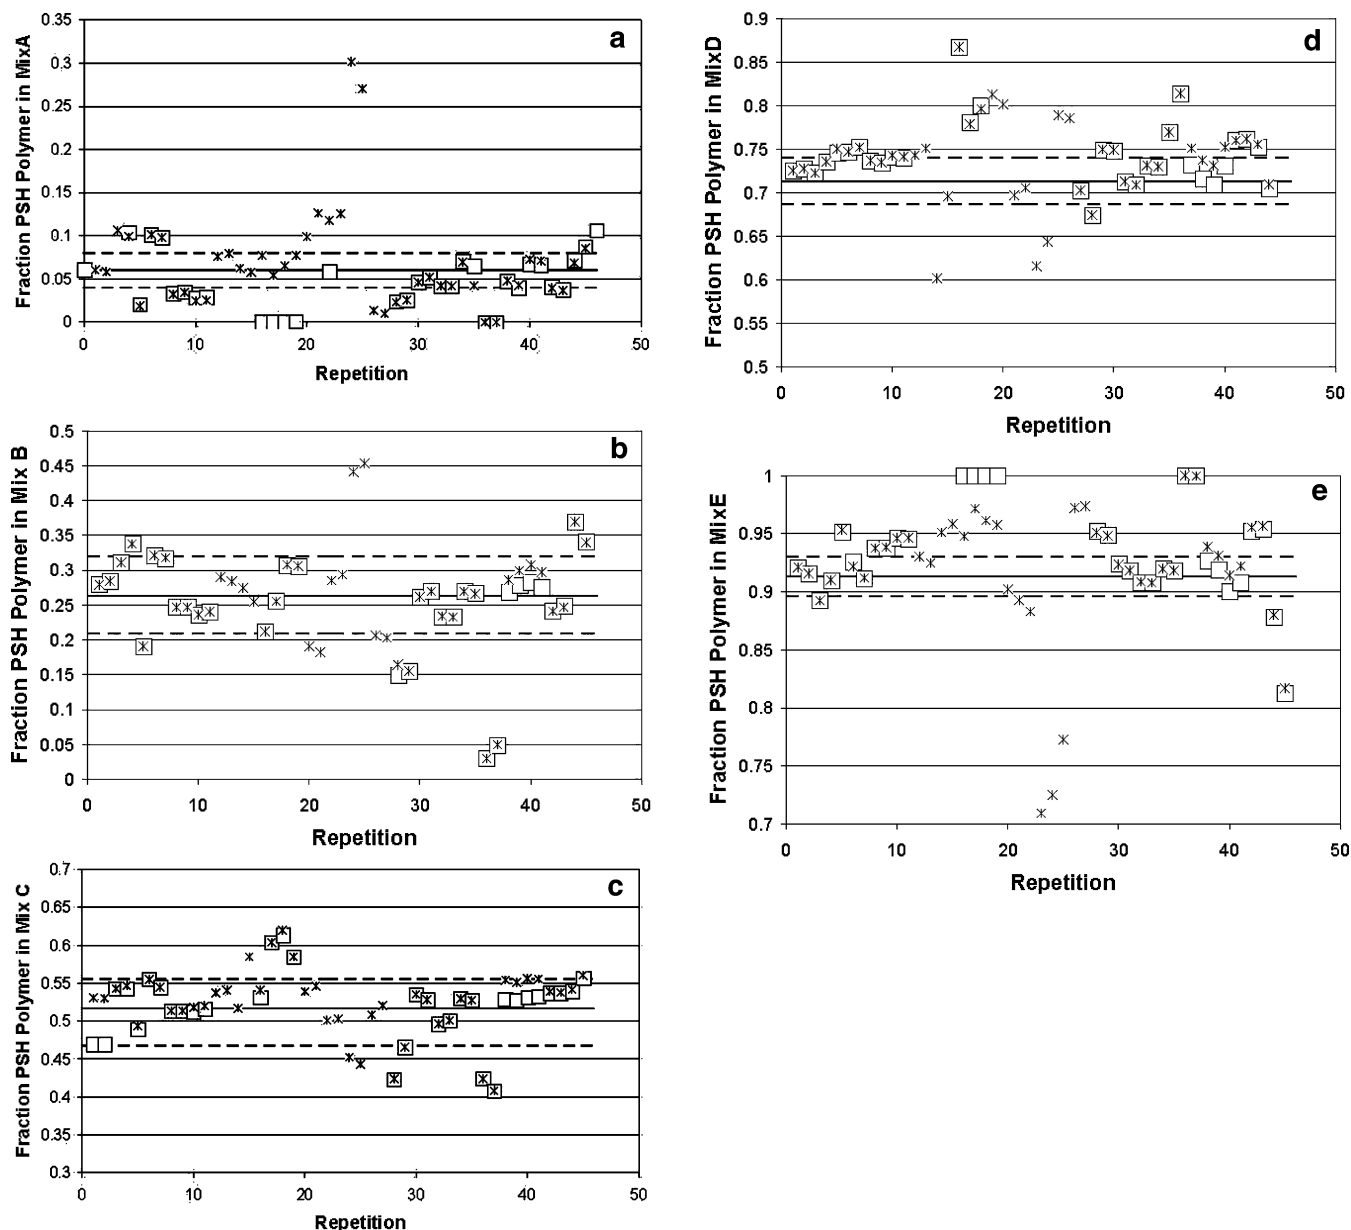 a
Fraction PSH Polymer in MixA
0.35
0.3
0.25
0.2
0.15
0.1
0.05
0
0 10 20 30 40 50
Repetition
b
Fraction PSH Polymer in Mix B
0.5
0.45
0.4
0.35
0.3
0.25
0.2
0.15
0.1
0.05
0
0 10 20 30 40 50
Repetition
c
Fraction PSH Polymer in Mix C
0.7
0.65
0.6
0.55
0.5
0.45
0.4
0.35
0.3
0 10 20 30 40 50
Repetition
d
Fraction PSH Polymer in MixD
0.9
0.85
0.8
0.75
0.7
0.65
0.6
0.55
0.5
0 10 20 30 40 50
Repetition
e
Fraction PSH Polymer in MixE
1
0.95
0.9
0.85
0.8
0.75
0.7
0 10 20 30 40 50
Repetition